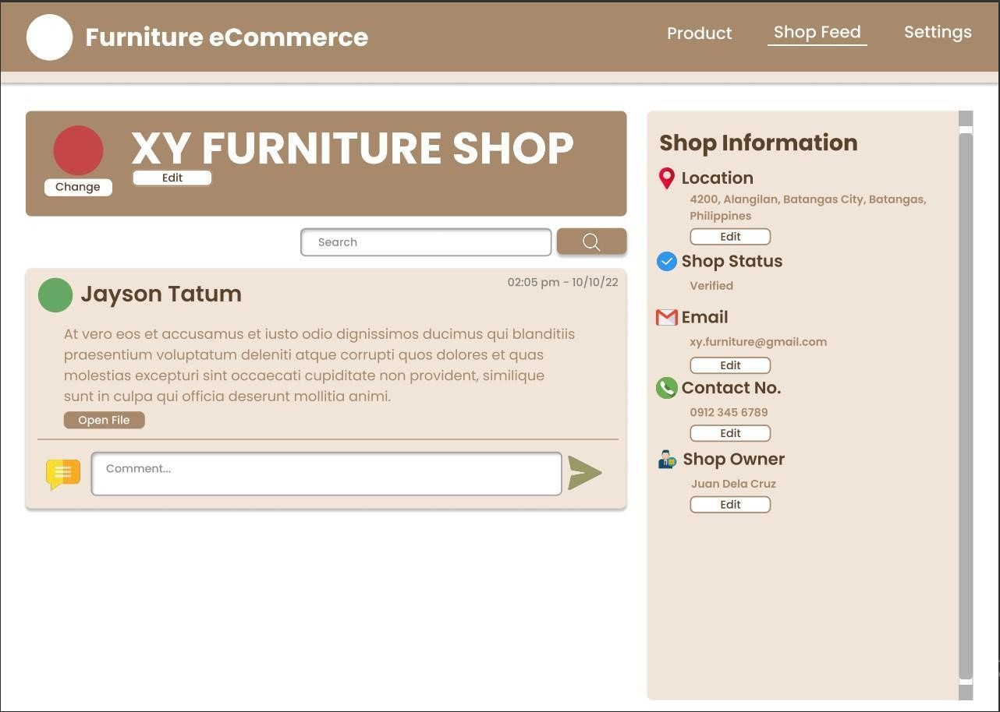 Furniture eCommerce
Product
Shop Feed
Settings
XY FURNITURE SHOP
Change
Edit
Search
Jayson Tatum
02:05 pm - 10/10/22
At vero eos et accusamus et iusto odio dignissimos ducimus qui blanditiis
praesentium voluptatum deleniti atque corrupti quos dolores et quas
molestias excepturi sint occaecati cupiditate non provident, similique
sunt in culpa qui officia deserunt mollitia animi.
Open File
Comment...
Shop Information
Location
4200, Alangilan, Batangas City, Batangas,
Philippines
Edit
Shop Status
Verified
Email
xy.furniture@gmail.com
Edit
Contact No.
0912 345 6789
Edit
Shop Owner
Juan Dela Cruz
Edit